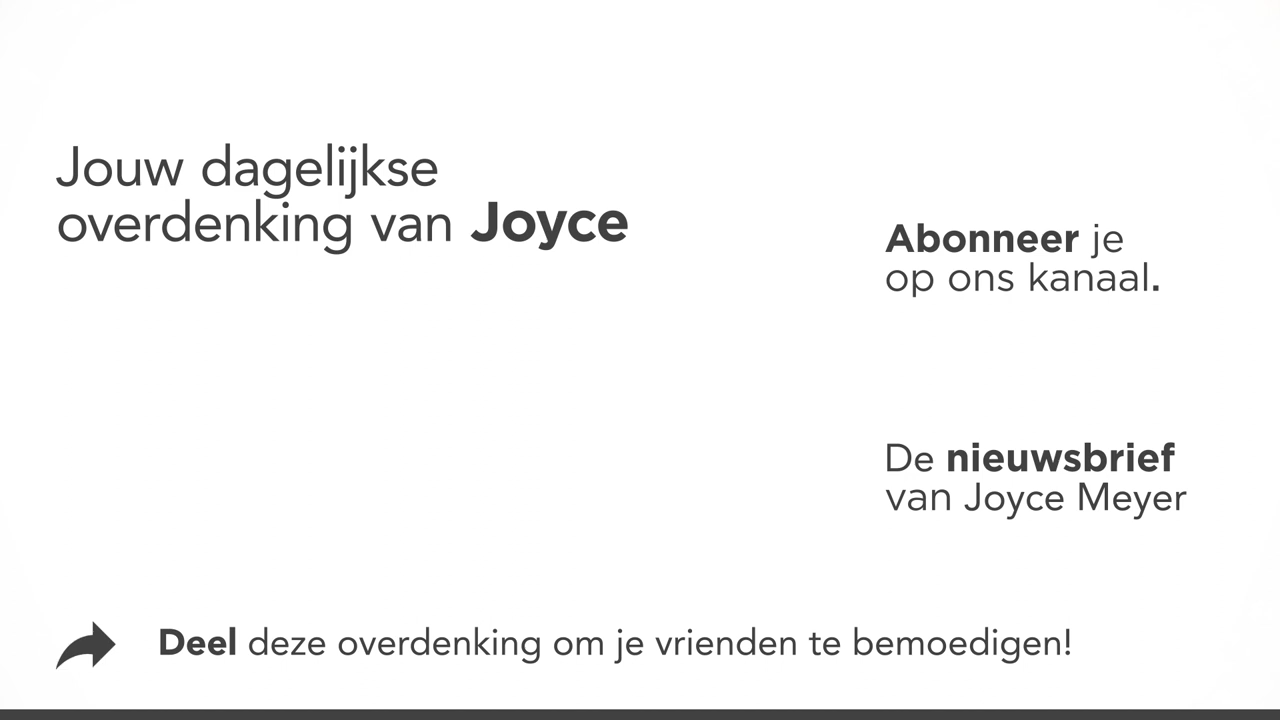 Jouw dagelijkse
overdenking van Joyce
Abonneer je
op ons kanaal.
De nieuwsbrief
van Joyce Meyer
Deel deze overdenking om je vrienden te bemoedigen!